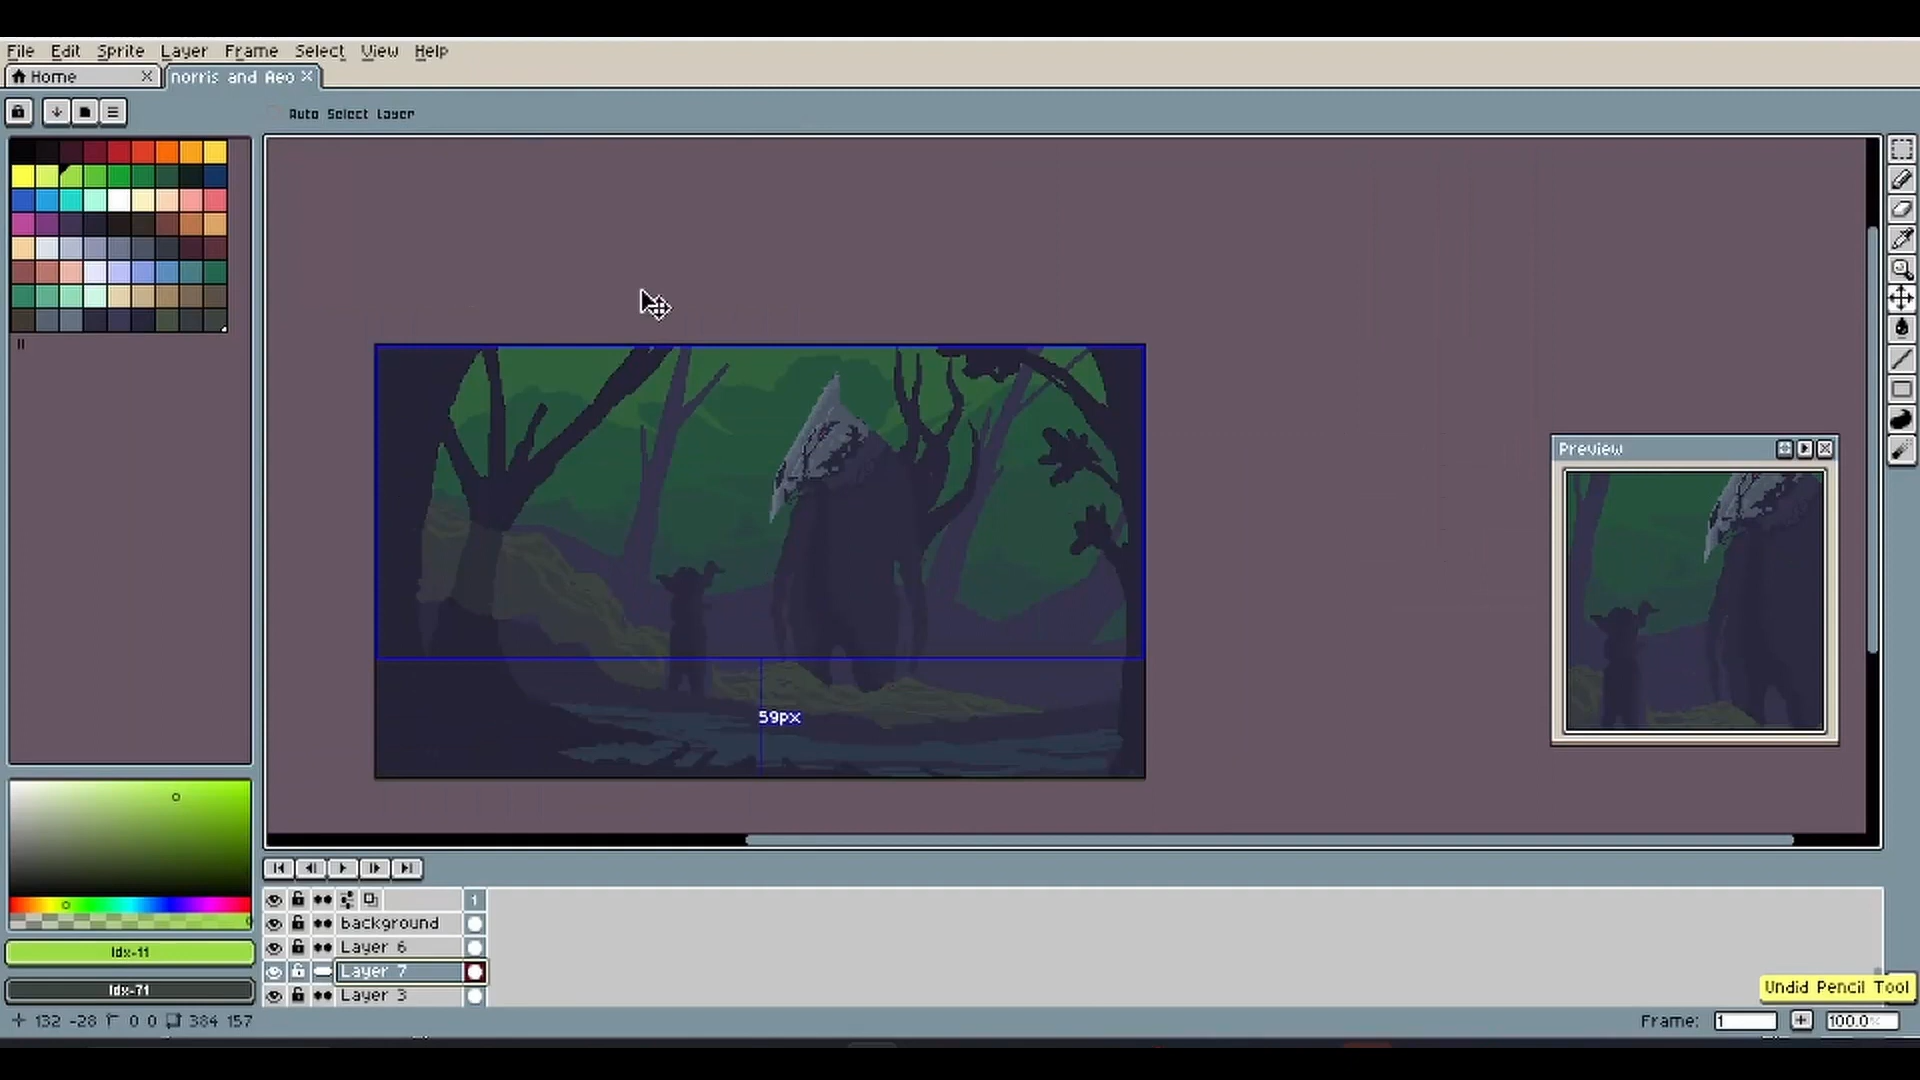 File Edit Sprite Layer Frame Select View Help
Home norris and Aeo
Auto Select Layer
Preview
59px
1
background
Layer 6
Layer 7
Layer 3
Idx-11
Idx-71
Undid Pencil Tool
132 -28 0 0 384 157
Frame: 1 100.0